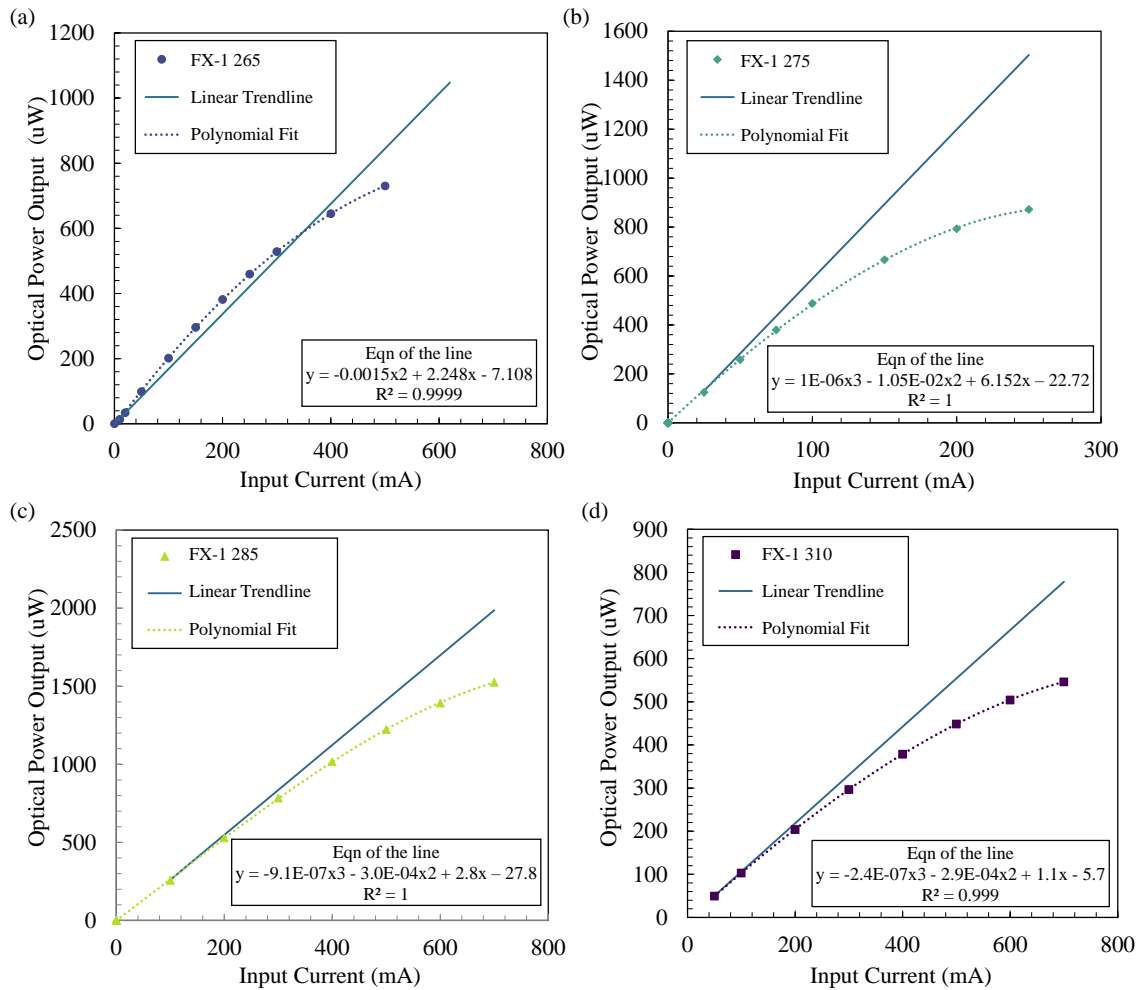 (a)
1200
1000
800
600
400
200
0
Optical Power Output (uW)
FX-1 265
Linear Trendline
Polynomial Fit
Eqn of the line
y = -0.0015x2 + 2.248x - 7.108
R² = 0.9999
0 200 400 600 800
Input Current (mA)
(b)
1600
1400
1200
1000
800
600
400
200
0
Optical Power Output (uW)
FX-1 275
Linear Trendline
Polynomial Fit
Eqn of the line
y = 1E-06x3 - 1.05E-02x2 + 6.152x – 22.72
R² = 1
0 100 200 300
Input Current (mA)
(c)
2500
2000
1500
1000
500
0
Optical Power Output (uW)
FX-1 285
Linear Trendline
Polynomial Fit
Eqn of the line
y = -9.1E-07x3 - 3.0E-04x2 + 2.8x – 27.8
R² = 1
0 200 400 600 800
Input Current (mA)
(d)
900
800
700
600
500
400
300
200
100
0
Optical Power Output (uW)
FX-1 310
Linear Trendline
Polynomial Fit
Eqn of the line
y = -2.4E-07x3 - 2.9E-04x2 + 1.1x - 5.7
R² = 0.999
0 200 400 600 800
Input Current (mA)